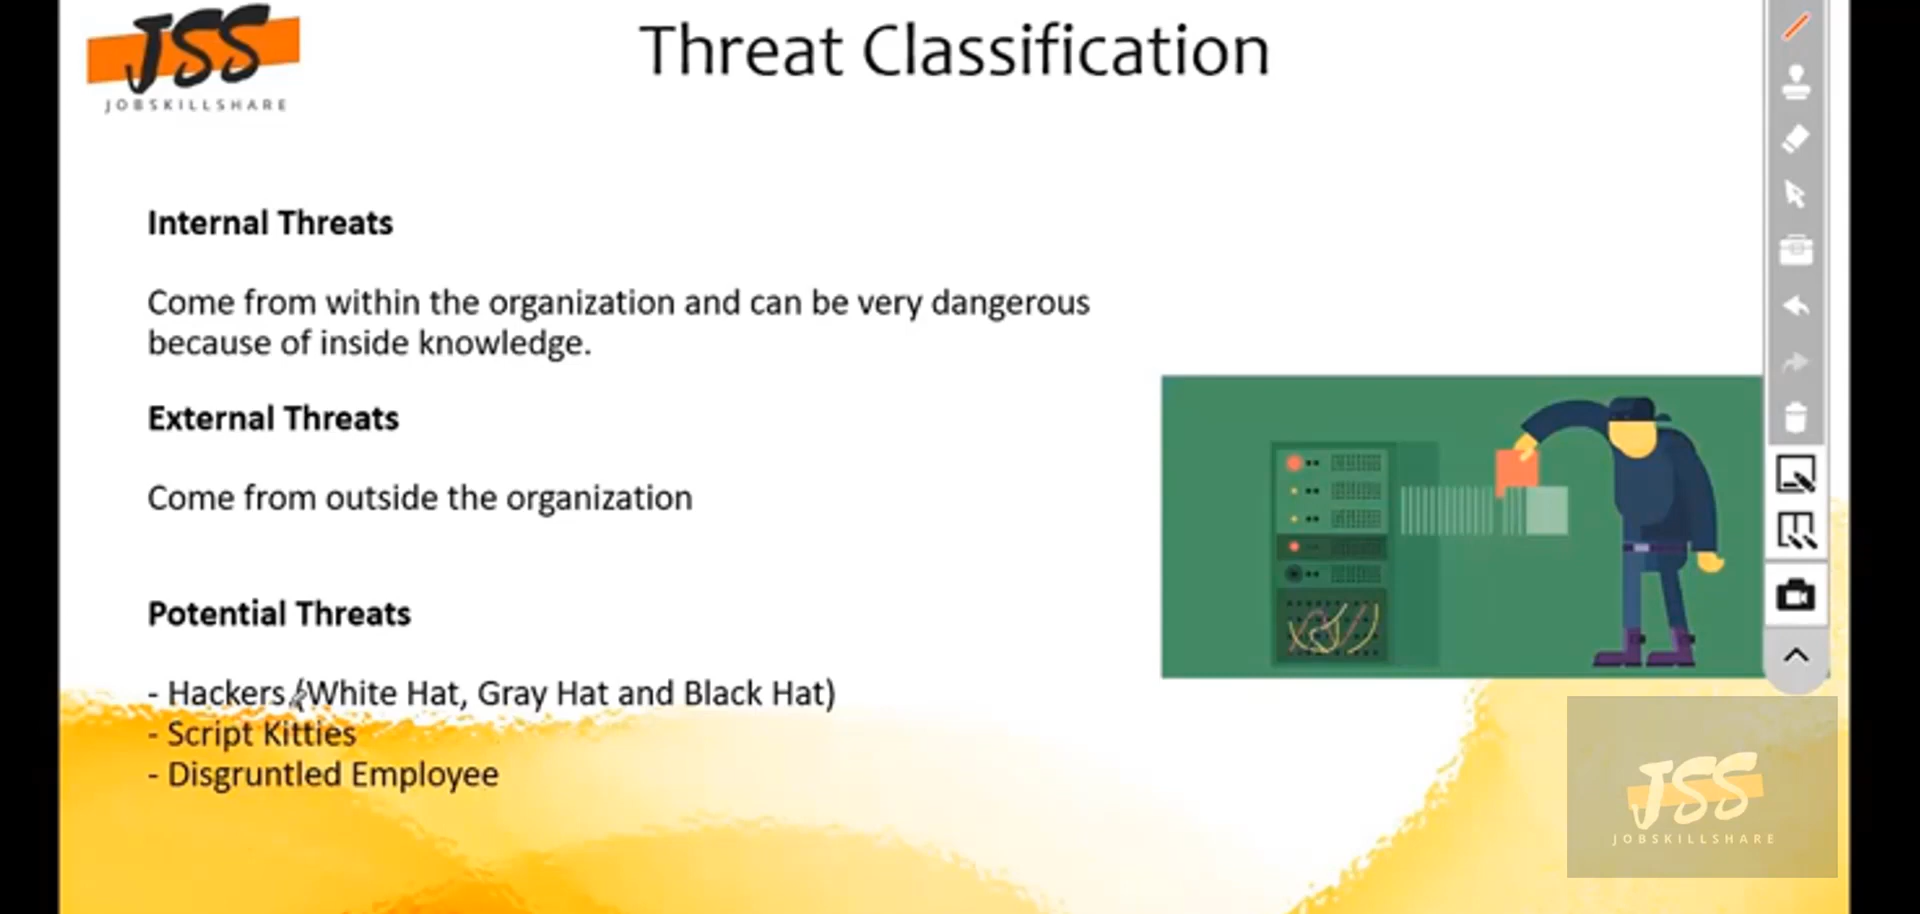 JSS
JOBSKILLSHARE
Threat Classification
Internal Threats
Come from within the organization and can be very dangerous
because of inside knowledge.
External Threats
Come from outside the organization
Potential Threats
- Hackers (White Hat, Gray Hat and Black Hat)
- Script Kitties
- Disgruntled Employee
JSS
JOBSKILLSHARE